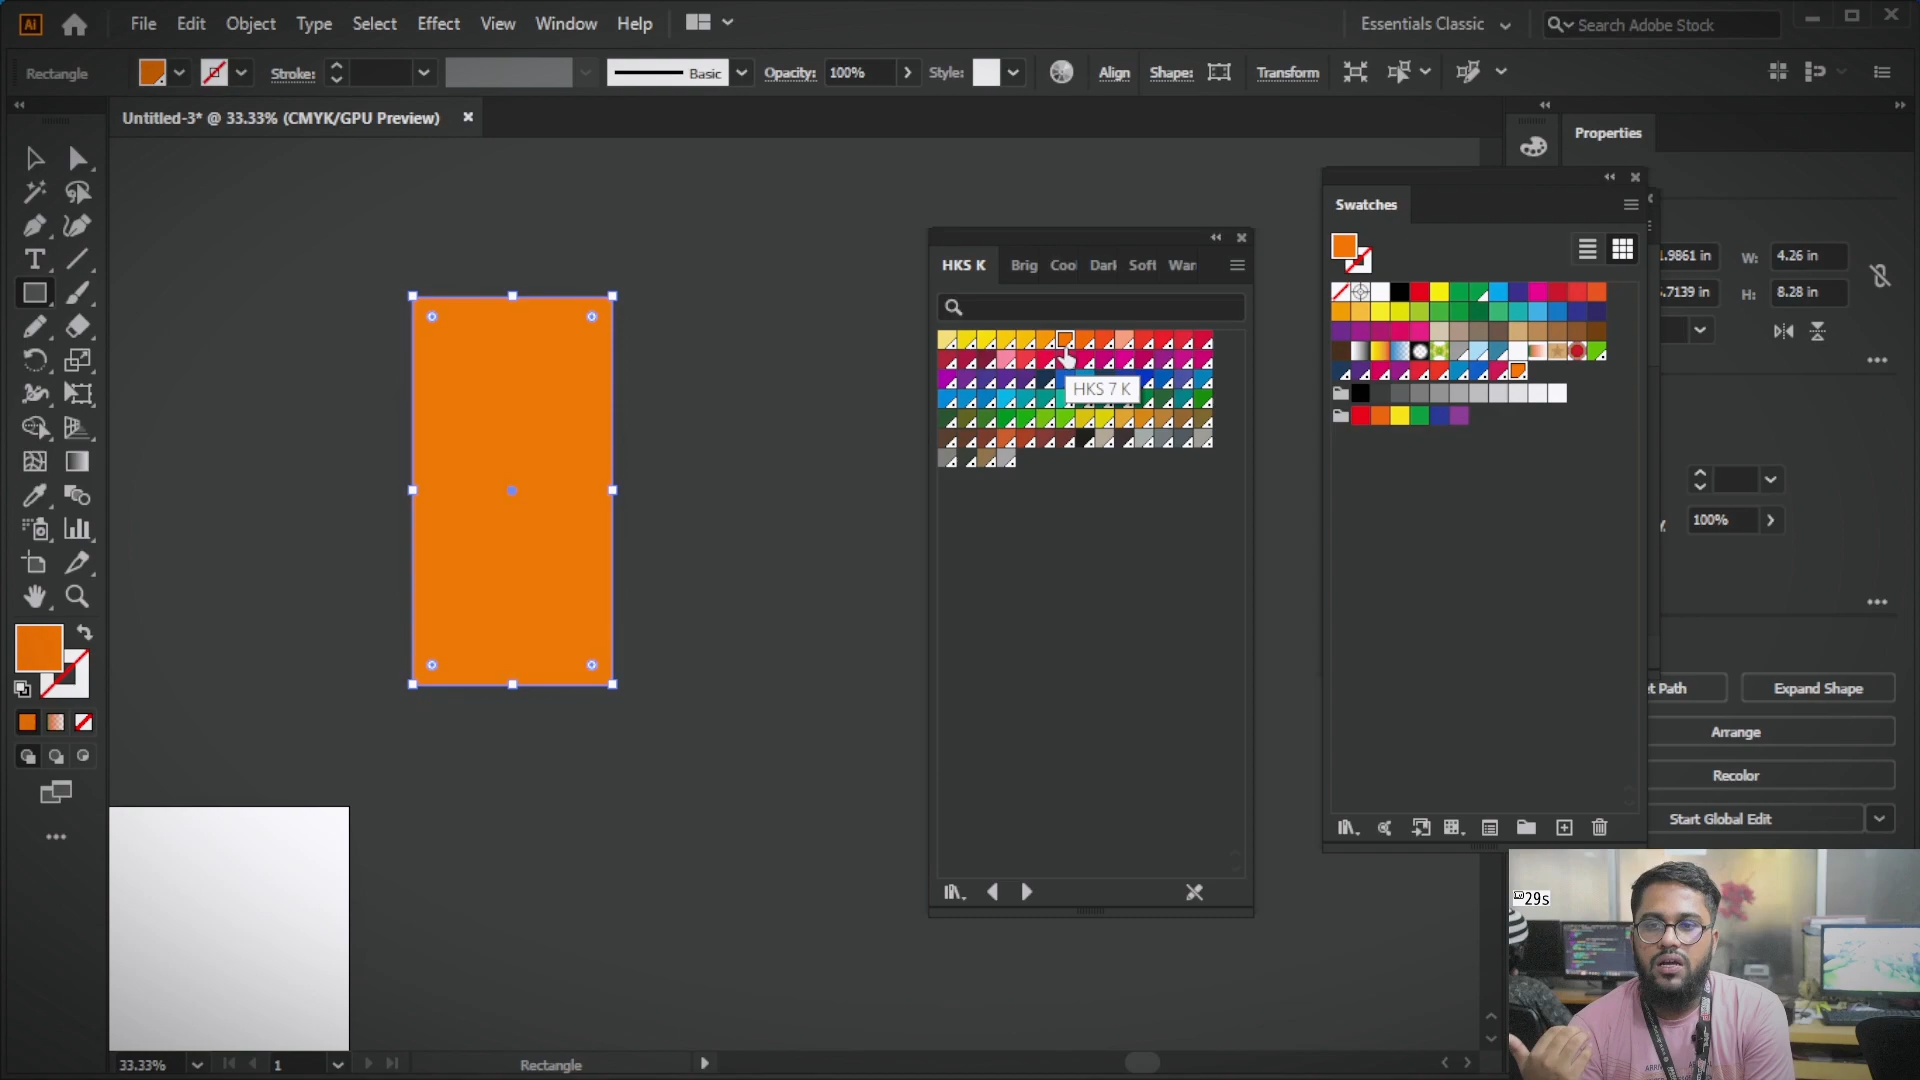 Ai File Edit Object Type Select Effect View Window Help Essentials Classic Search Adobe Stock
Rectangle Stroke: Basic Opacity: 100% Style: Align Shape: Transform
Untitled-3* @ 33.33% (CMYK/GPU Preview)
Properties
Swatches
HKS K Brig Cool Dark Soft War
1.9861 in W: 4.26 in
.7139 in H: 8.28 in
HKS 7 K
100%
t Path Expand Shape
Arrange
Recolor
Start Global Edit
29s
33.33% 1 Rectangle